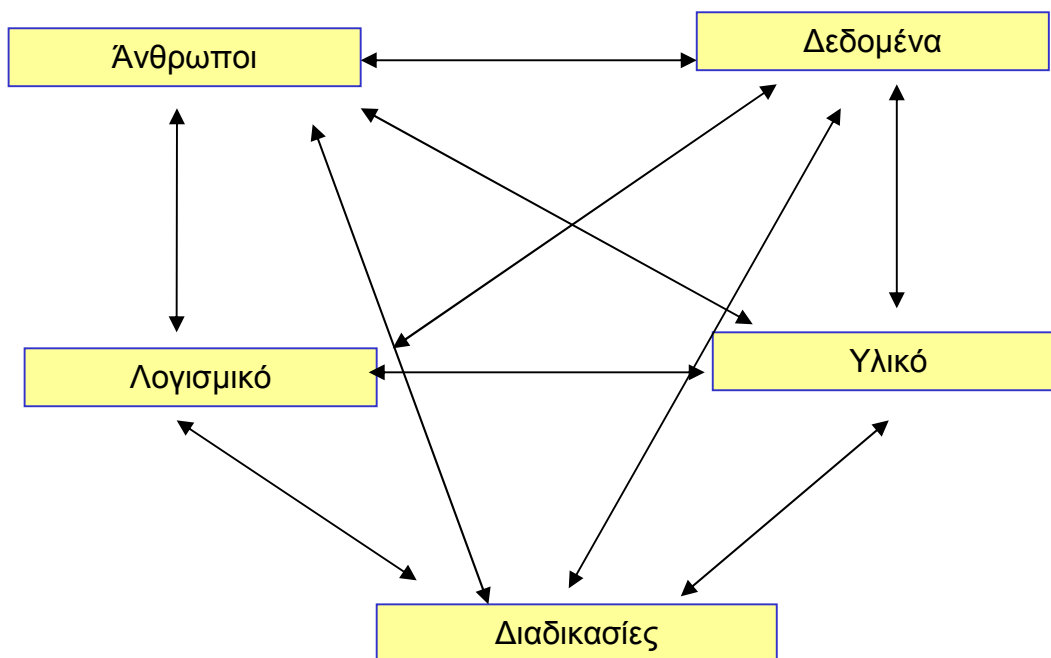 Άνθρωποι
Δεδομένα
Λογισμικό
Υλικό
Διαδικασίες